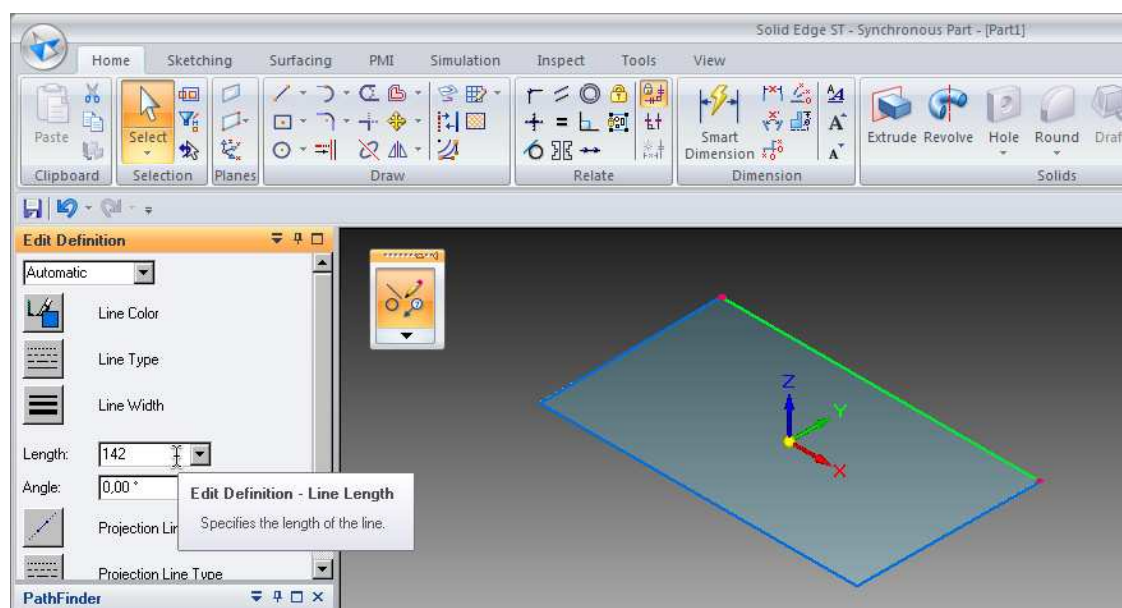 Solid Edge ST - Synchronous Part - [Part1]
Home Sketching Surfacing PMI Simulation Inspect Tools View
Paste
Select
Smart
Dimension
Extrude Revolve Hole Round Draf
Clipboard Selection Planes Draw Relate Dimension Solids
Edit Definition
Automatic
Line Color
Line Type
Line Width
Length: 142
Angle: 0,00 °
Edit Definition - Line Length
Specifies the length of the line.
Projection Lin
Projection Line Type
PathFinder
Z
Y
X